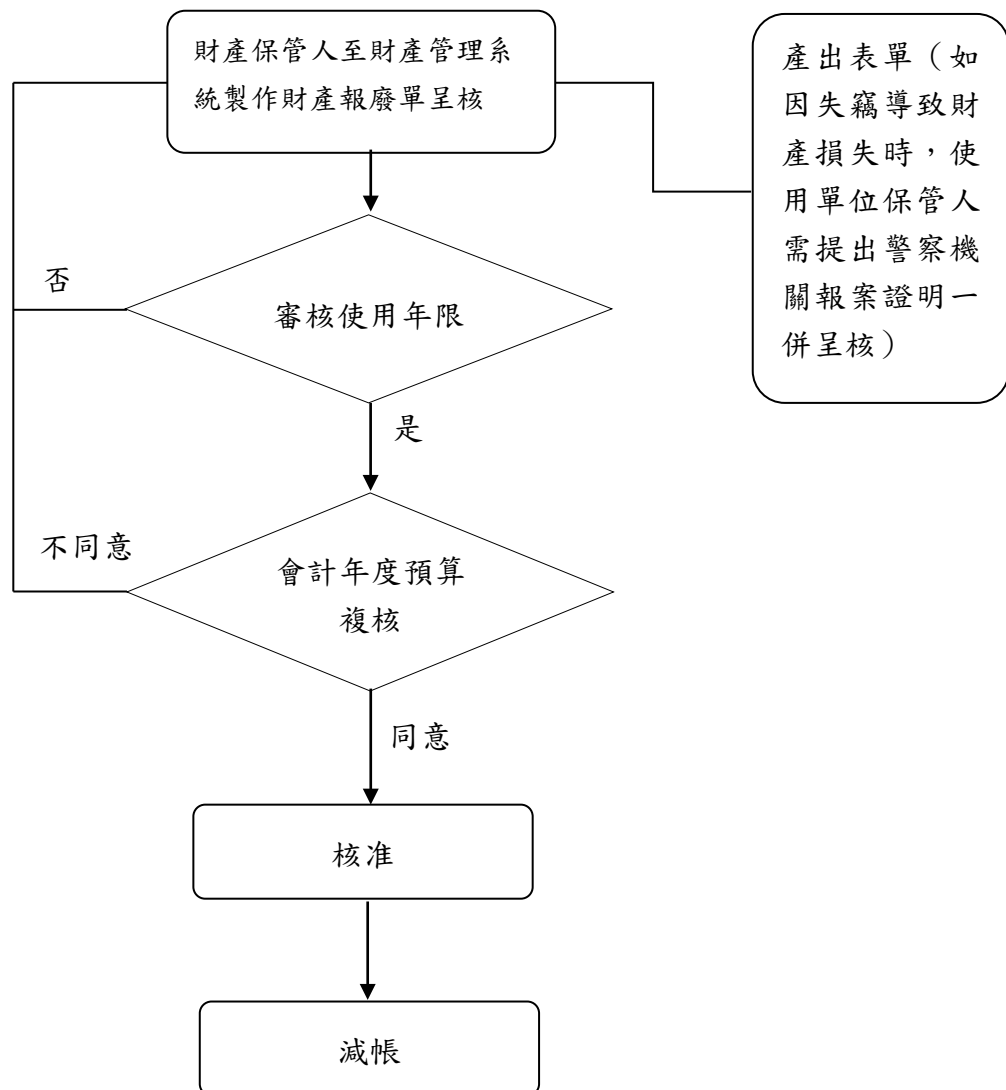 財產保管人至財產管理系
統製作財產報廢單呈核
產出表單（如
因失竊導致財
產損失時，使
用單位保管人
需提出警察機
關報案證明一
併呈核）
否
審核使用年限
是
不同意
會計年度預算
複核
同意
核准
減帳